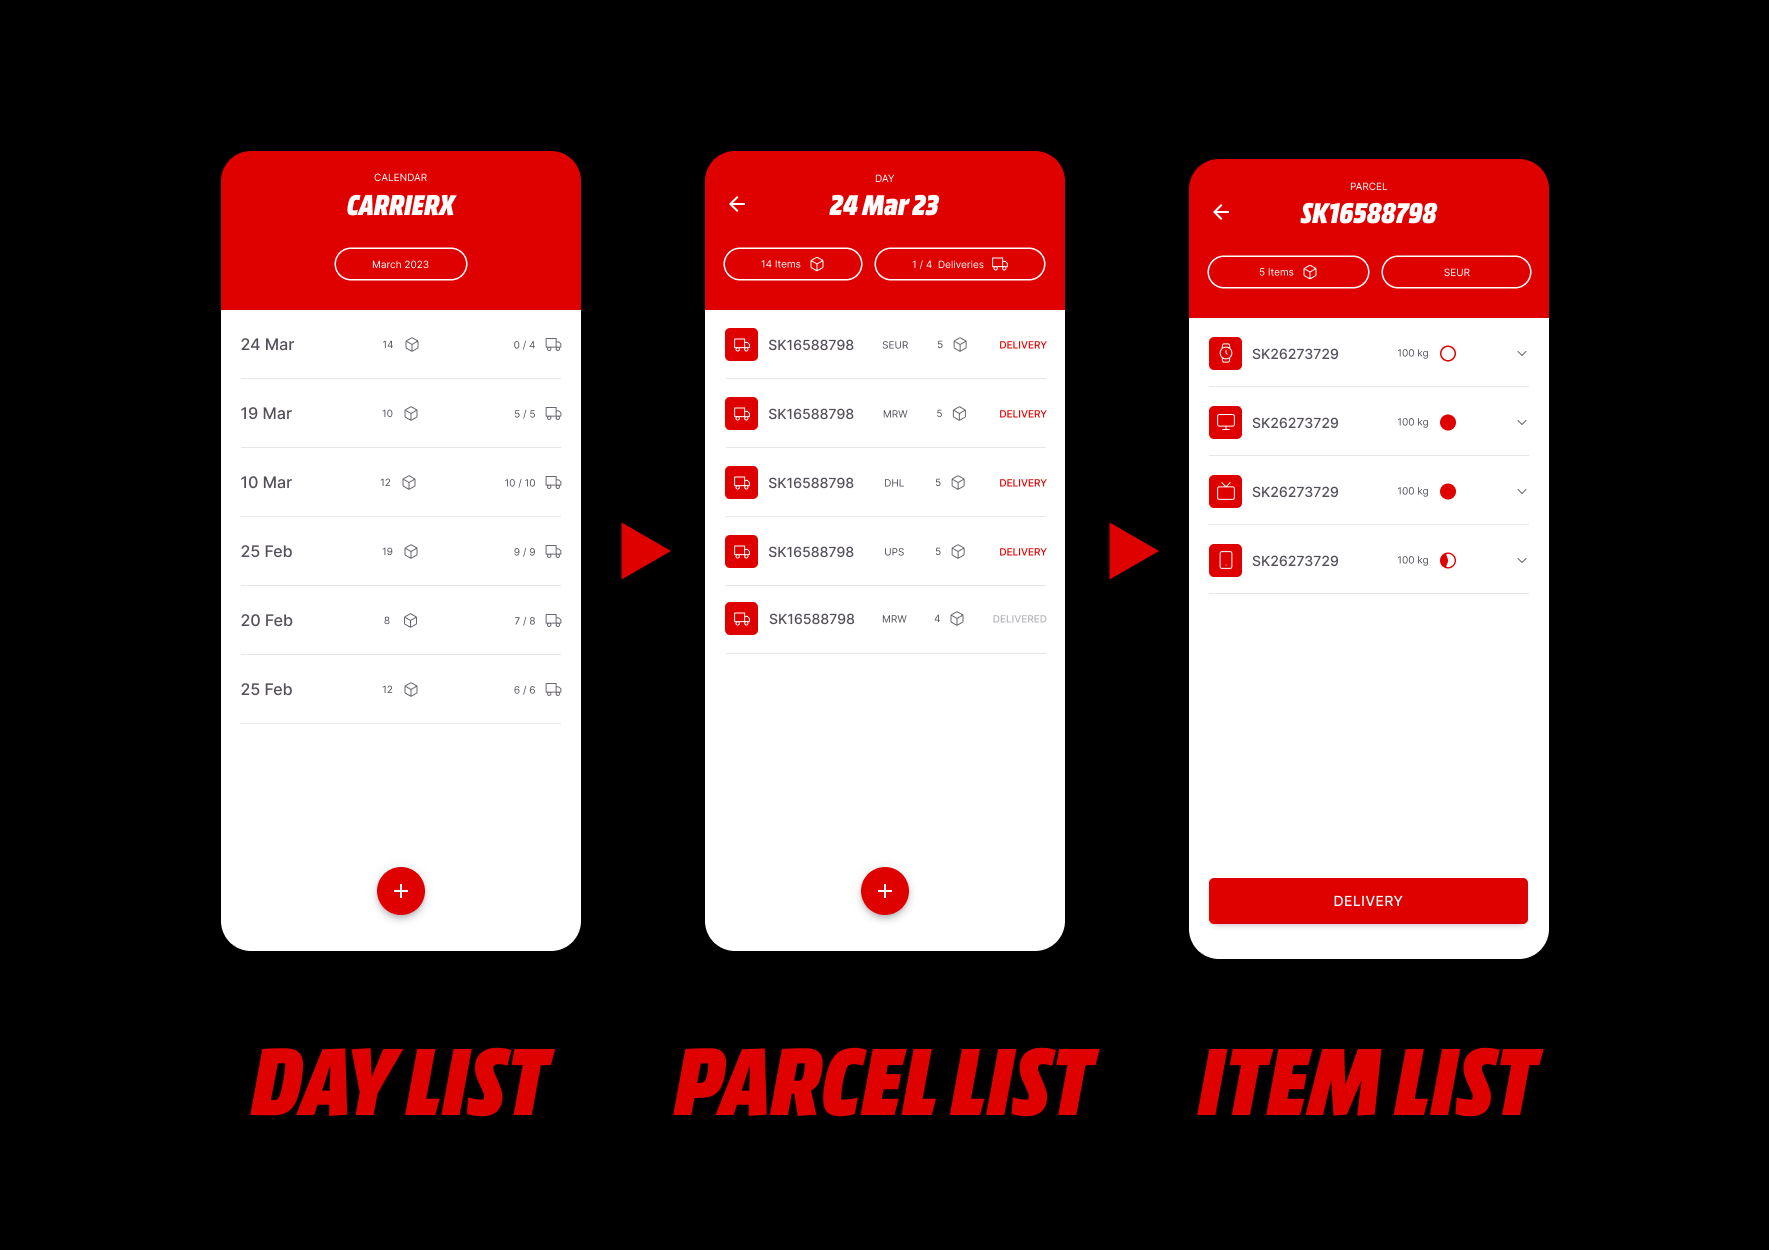 CALENDAR
CARRIERX
March 2023
24 Mar 14 0 / 4
19 Mar 10 5 / 5
10 Mar 12 10 / 10
25 Feb 19 9 / 9
20 Feb 8 7 / 8
25 Feb 12 6 / 6
+
DAY
24 Mar 23
14 Items 1 / 4 Deliveries
SK16588798 SEUR 5 DELIVERY
SK16588798 MRW 5 DELIVERY
SK16588798 DHL 5 DELIVERY
SK16588798 UPS 5 DELIVERY
SK16588798 MRW 4 DELIVERED
+
PARCEL
SK16588798
5 Items SEUR
SK26273729 100 kg
SK26273729 100 kg
SK26273729 100 kg
SK26273729 100 kg
DELIVERY
DAY LIST
PARCEL LIST
ITEM LIST